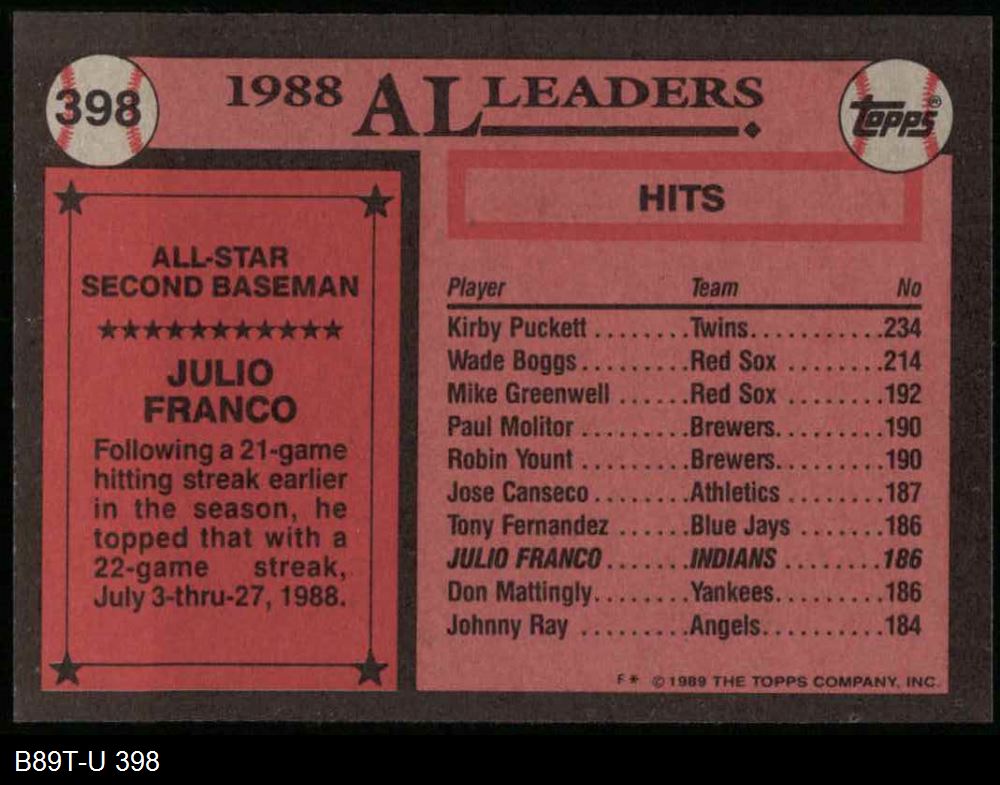 398
1988 AL LEADERS
Topps®
ALL-STAR
SECOND BASEMAN
★★★★★★★★★★★
JULIO
FRANCO
Following a 21-game
hitting streak earlier
in the season, he
topped that with a
22-game streak,
July 3-thru-27, 1988.
HITS
Player Team No
Kirby Puckett ........ Twins............234
Wade Boggs.......... Red Sox ........214
Mike Greenwell ...... Red Sox ........192
Paul Molitor .......... Brewers.........190
Robin Yount .......... Brewers.........190
Jose Canseco ........ Athletics ........187
Tony Fernandez ...... Blue Jays .......186
JULIO FRANCO....... INDIANS ........186
Don Mattingly........ Yankees.........186
Johnny Ray ......... Angels..........184
F* © 1989 THE TOPPS COMPANY, INC.
B89T-U 398